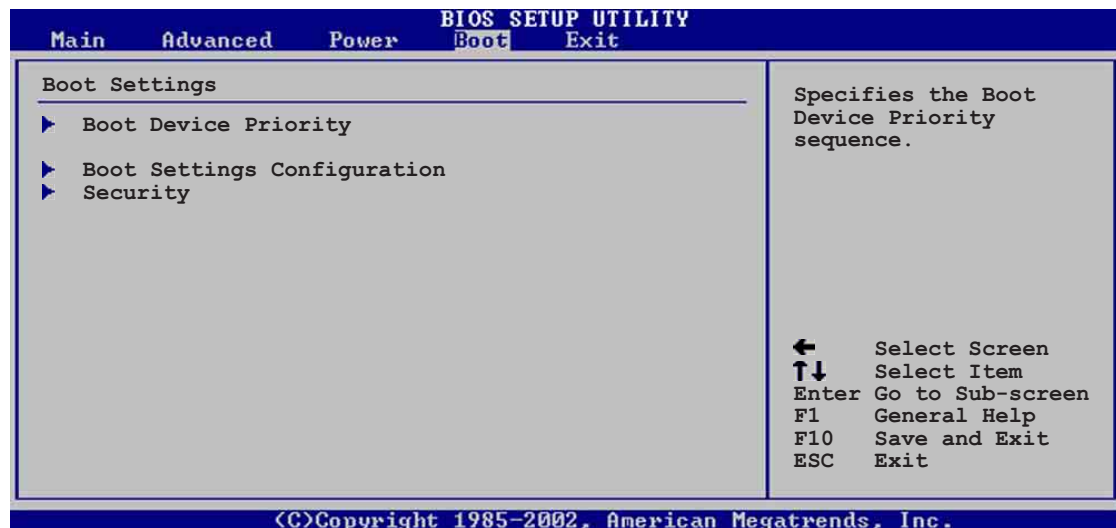 BIOS SETUP UTILITY
Main Advanced Power Boot Exit
Boot Settings
Boot Device Priority
Boot Settings Configuration
Security
Specifies the Boot
Device Priority
sequence.
← Select Screen
↑↓ Select Item
Enter Go to Sub-screen
F1 General Help
F10 Save and Exit
ESC Exit
(C)Copyright 1985-2002, American Megatrends, Inc.